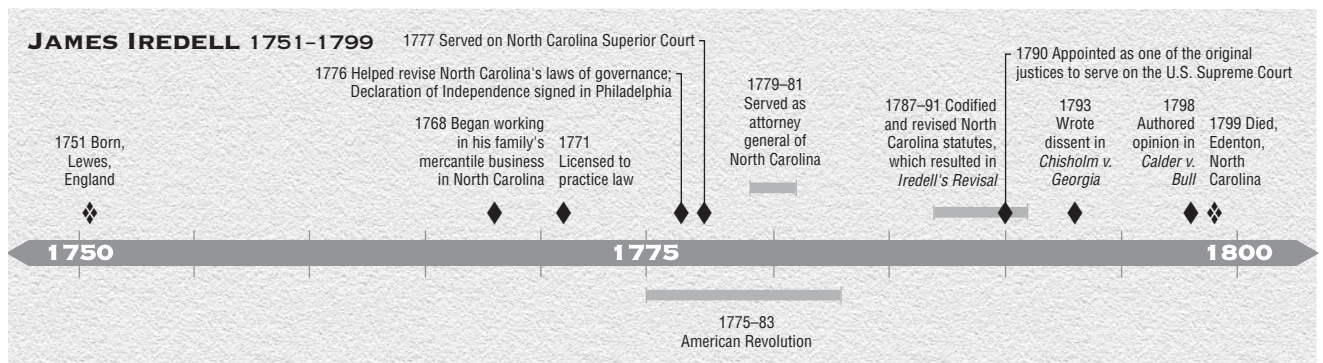 JAMES IREDELL 1751–1799
1777 Served on North Carolina Superior Court
1776 Helped revise North Carolina's laws of governance;
Declaration of Independence signed in Philadelphia
1790 Appointed as one of the original
justices to serve on the U.S. Supreme Court
1751 Born,
Lewes,
England
1768 Began working
in his family's
mercantile business
in North Carolina
1771
Licensed to
practice law
1779–81
Served as
attorney
general of
North Carolina
1787–91 Codified
and revised North
Carolina statutes,
which resulted in
Iredell's Revisal
1793
Wrote
dissent in
Chisholm v.
Georgia
1798
Authored
opinion in
Calder v.
Bull
1799 Died,
Edenton,
North
Carolina
1750
1775
1800
1775–83
American Revolution